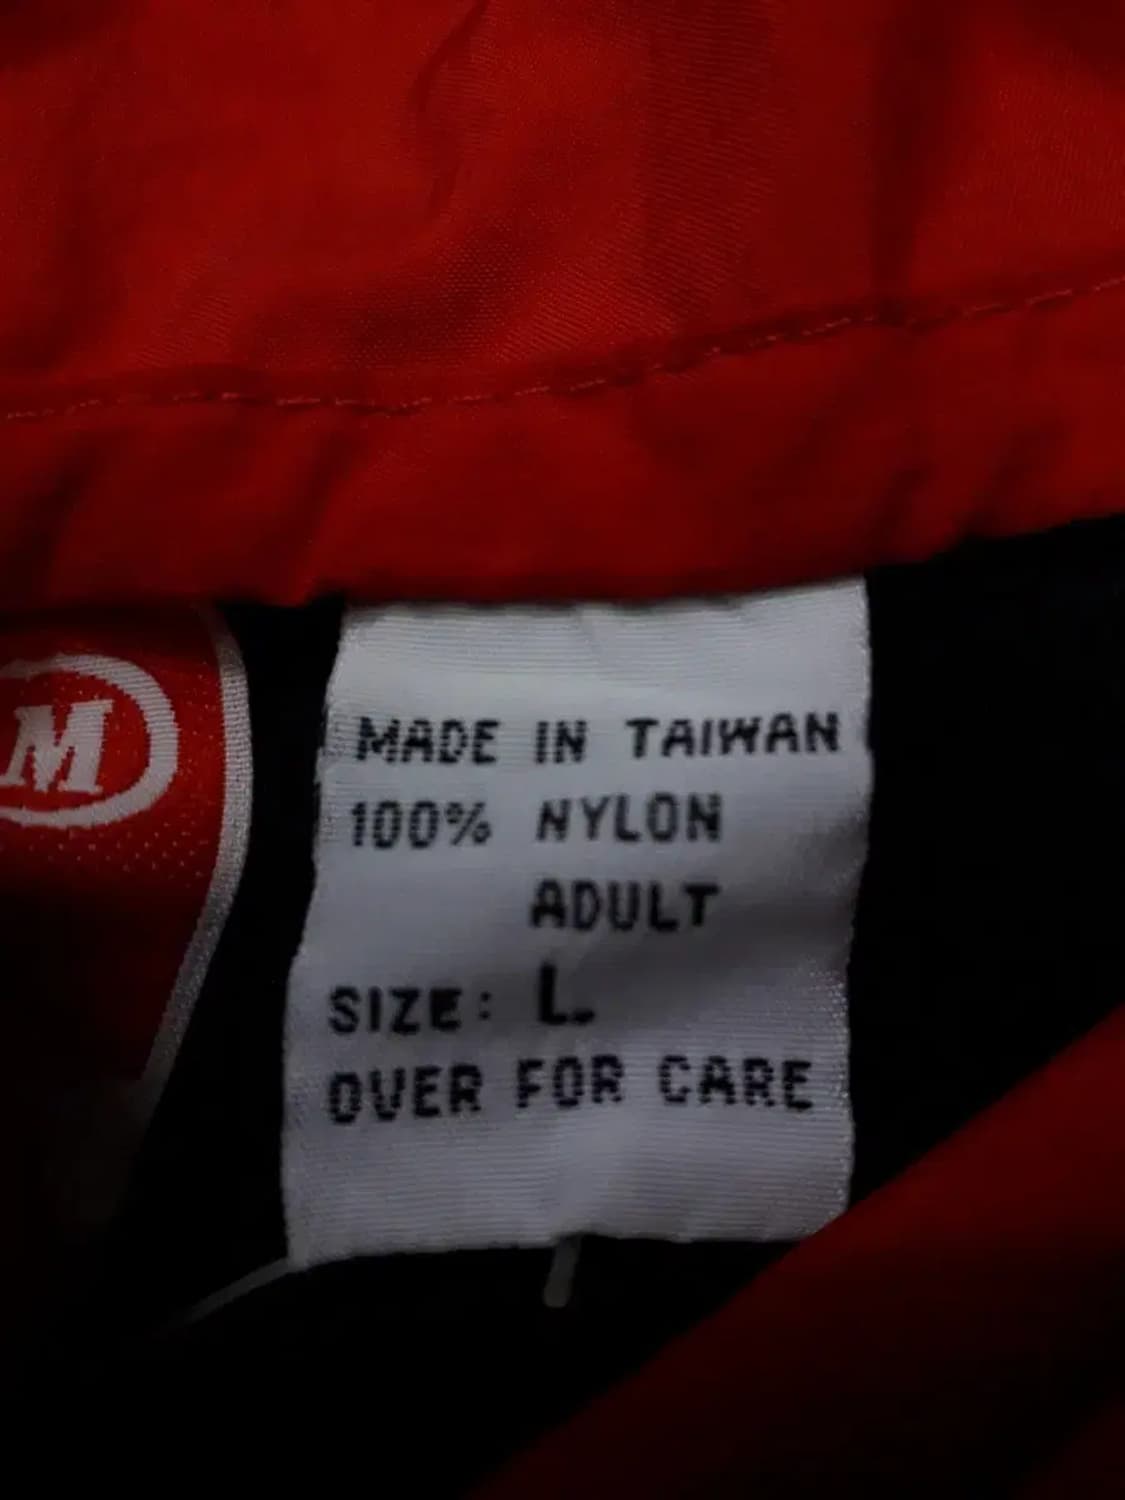 M
MADE IN TAIWAN
100% NYLON
ADULT
SIZE: L.
OVER FOR CARE